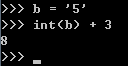 >>> b = '5'
>>> int(b) + 3
8
>>>